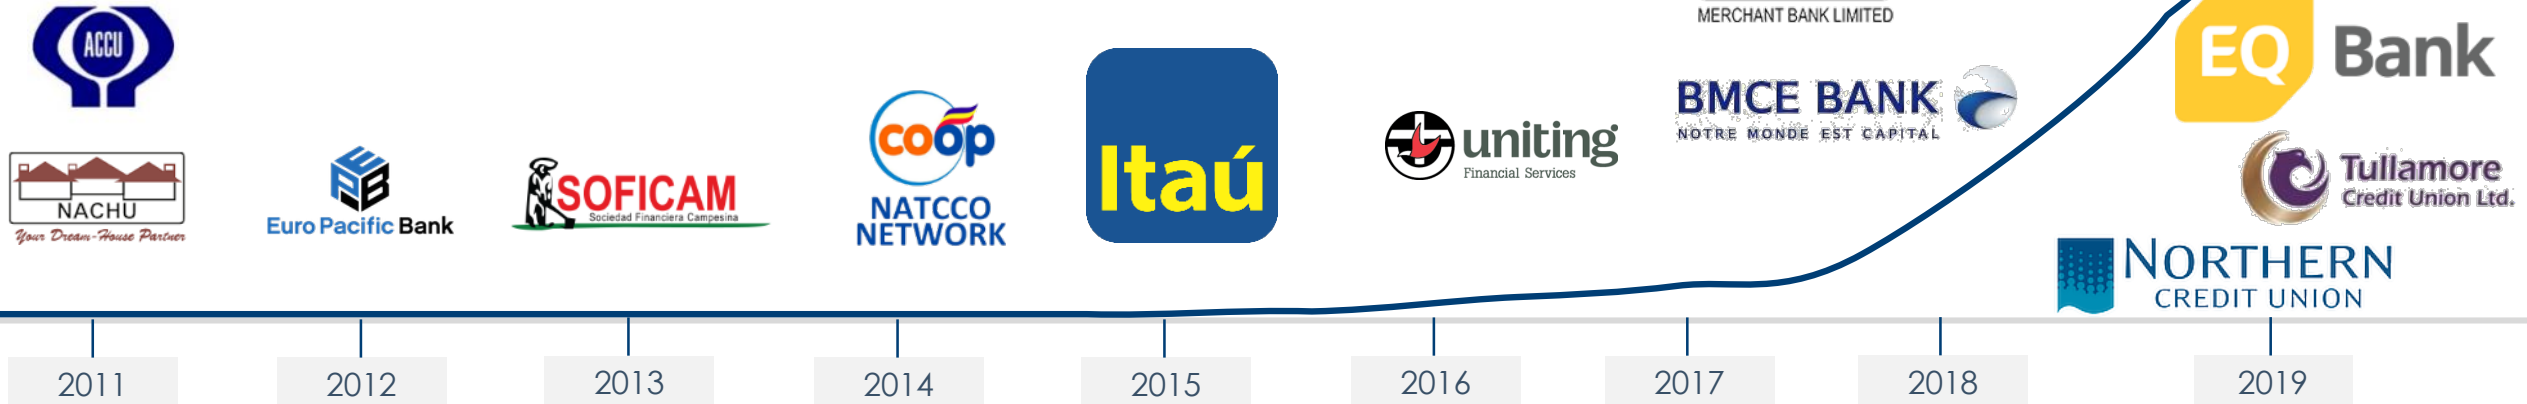 ACCU
NACHU
Your Dream-House Partner
EPB
Euro Pacific Bank
SOFICAM
Sociedad Financiera Campesina
coop
NATCCO
NETWORK
Itaú
uniting
Financial Services
MERCHANT BANK LIMITED
BMCE BANK
NOTRE MONDE EST CAPITAL
EQ Bank
Tullamore
Credit Union Ltd.
NORTHERN
CREDIT UNION
2011
2012
2013
2014
2015
2016
2017
2018
2019